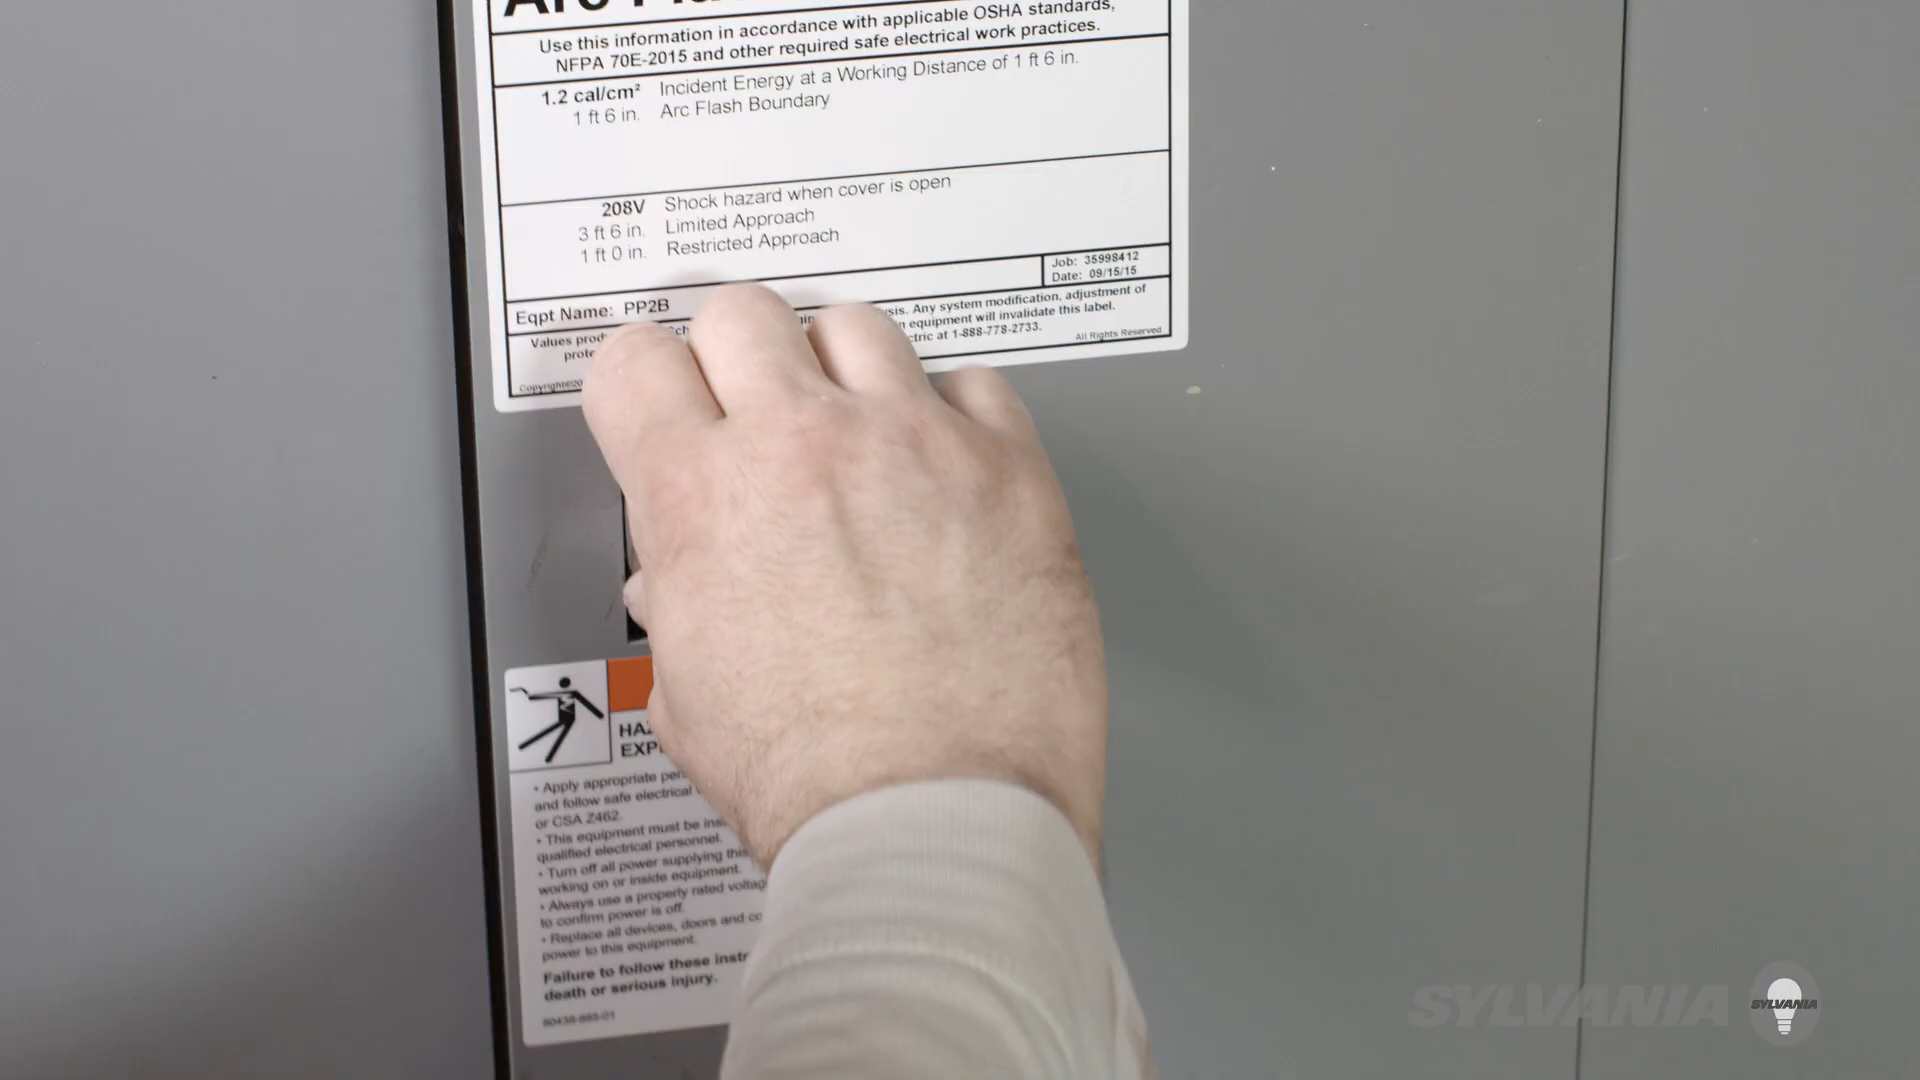 Use this information in accordance with applicable OSHA standards,
NFPA 70E-2015 and other required safe electrical work practices.
1.2 cal/cm² Incident Energy at a Working Distance of 1 ft 6 in.
1 ft 6 in. Arc Flash Boundary
208V Shock hazard when cover is open
3 ft 6 in. Limited Approach
1 ft 0 in. Restricted Approach
Job: 35998412
Date: 09/15/15
Eqpt Name: PP2B
Values sis. Any system modification, adjustment of
equipment will invalidate this label.
at 1-888-778-2733.
All Rights Reserved
• Apply appropriate
and follow safe electrical
or CSA Z462.
• This equipment must be
qualified electrical personnel.
• Turn off all power supplying this
working on or inside equipment.
• Always use a properly rated
to confirm power is off.
• Replace all devices, doors and
power to this equipment.
Failure to follow these
death or serious injury.
SYLVANIA
SYLVANIA